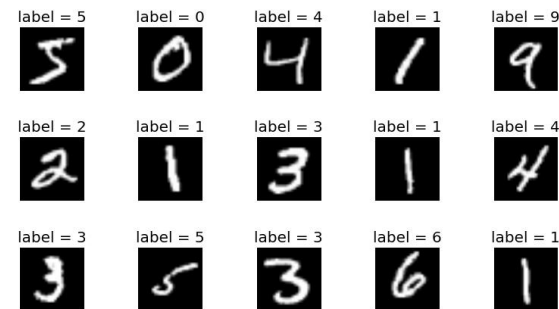 label = 5 label = 0 label = 4 label = 1 label = 9
5 0 4 1 9
label = 2 label = 1 label = 3 label = 1 label = 4
2 1 3 1 4
label = 3 label = 5 label = 3 label = 6 label = 1
3 5 3 6 1